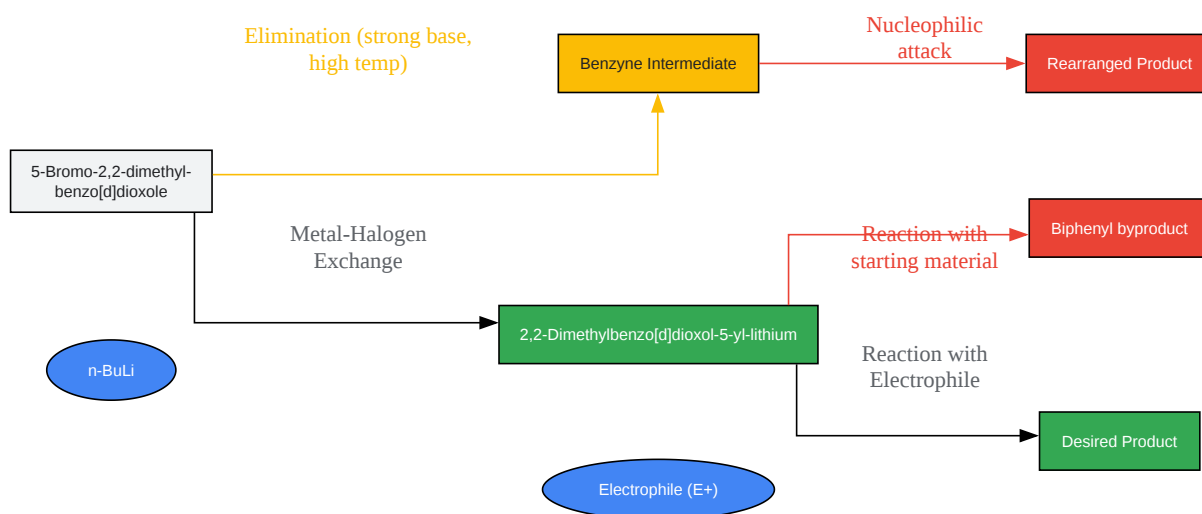 Elimination (strong base,
high temp)
Benzyne Intermediate
Nucleophilic
attack
Rearranged Product
5-Bromo-2,2-dimethyl-
benzo[d]dioxole
Metal-Halogen
Exchange
Reaction with
starting material
Biphenyl byproduct
2,2-Dimethylbenzo[d]dioxol-5-yl-lithium
n-BuLi
Reaction with
Electrophile
Desired Product
Electrophile (E+)